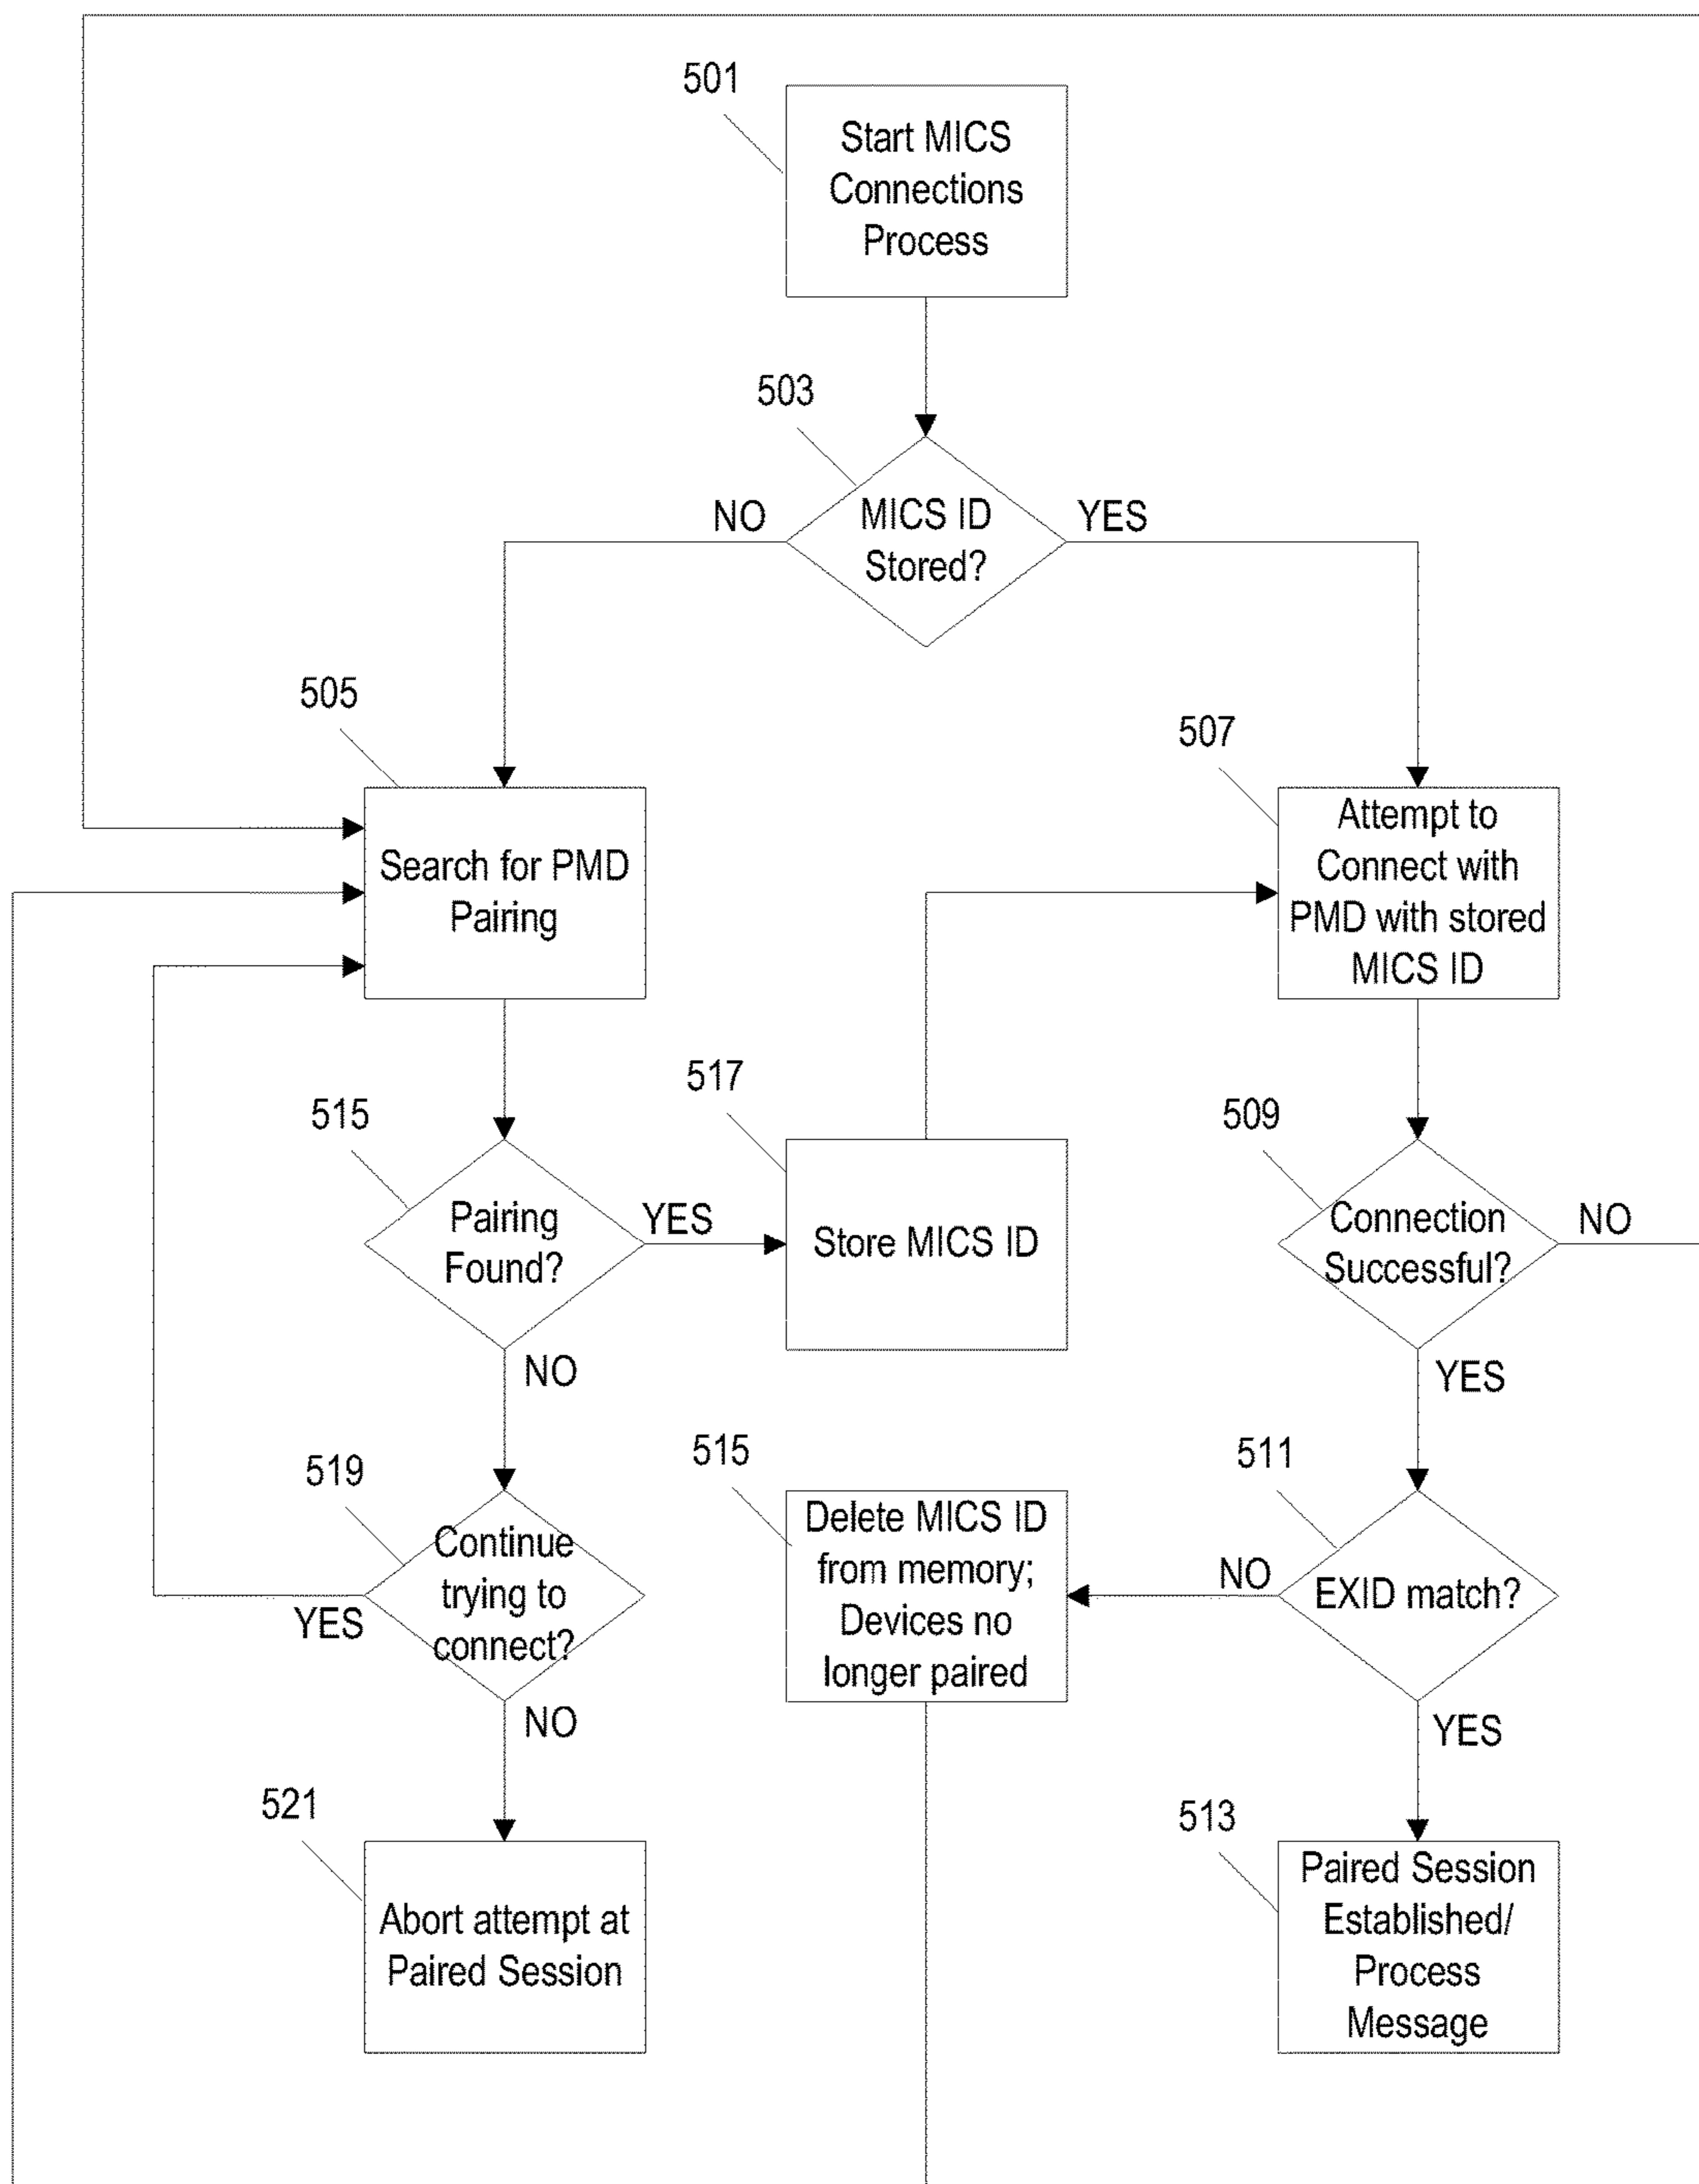 501
Start MICS
Connections
Process
503
MICS ID
Stored?
NO
YES
505
Search for PMD
Pairing
507
Attempt to
Connect with
PMD with stored
MICS ID
515
Pairing
Found?
YES
NO
517
Store MICS ID
509
Connection
Successful?
NO
YES
519
Continue
trying to
connect?
YES
NO
515
Delete MICS ID
from memory;
Devices no
longer paired
511
EXID match?
NO
YES
521
Abort attempt at
Paired Session
513
Paired Session
Established/
Process
Message